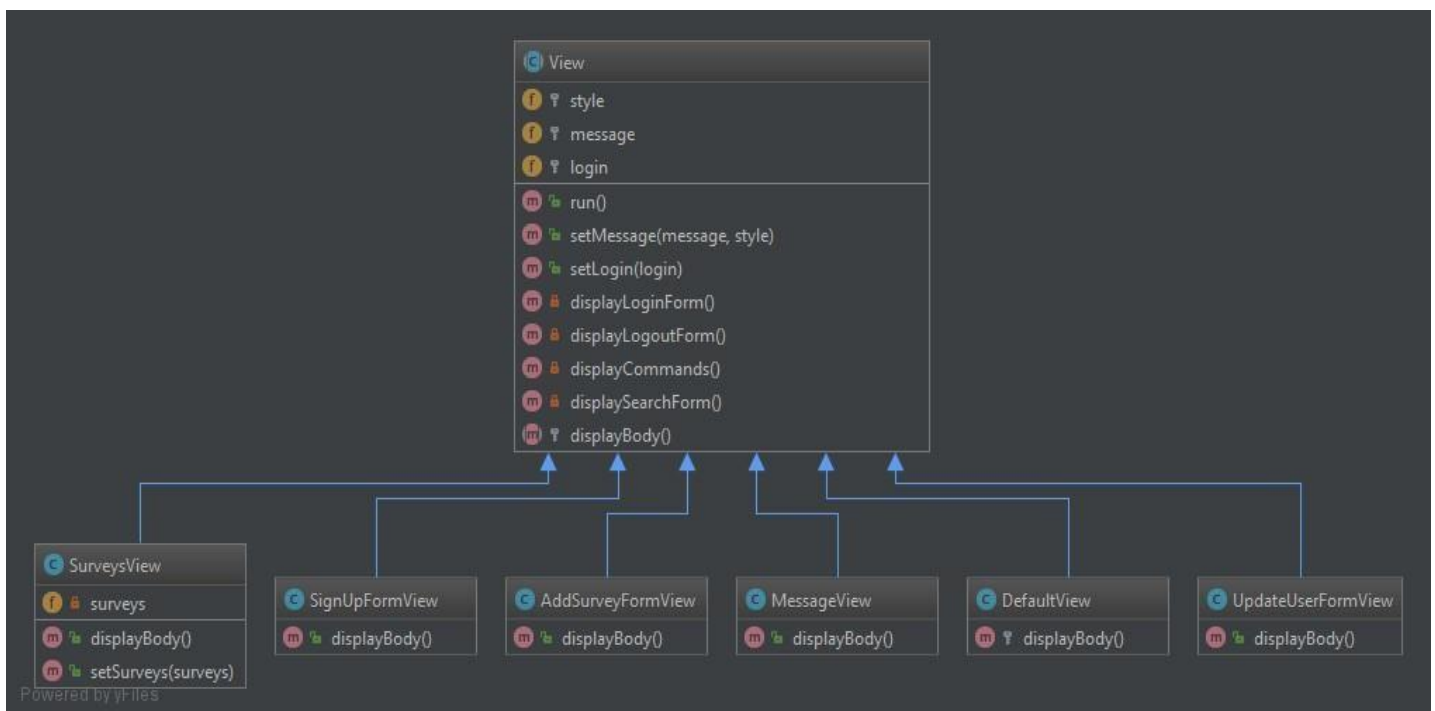 View
style
message
login
run()
setMessage(message, style)
setLogin(login)
displayLoginForm()
displayLogoutForm()
displayCommands()
displaySearchForm()
displayBody()
SurveysView
surveys
displayBody()
setSurveys(surveys)
SignUpFormView
displayBody()
AddSurveyFormView
displayBody()
MessageView
displayBody()
DefaultView
displayBody()
UpdateUserFormView
displayBody()
Powered by yFiles